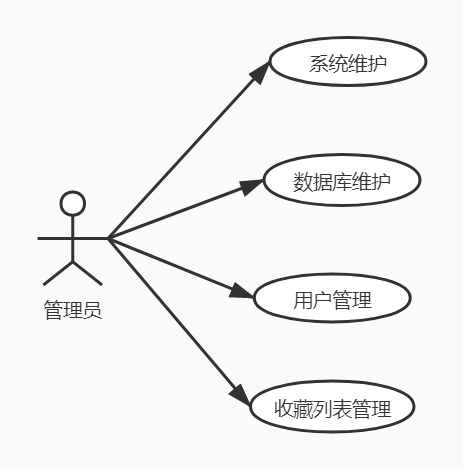 系统维护
数据库维护
管理员
用户管理
收藏列表管理